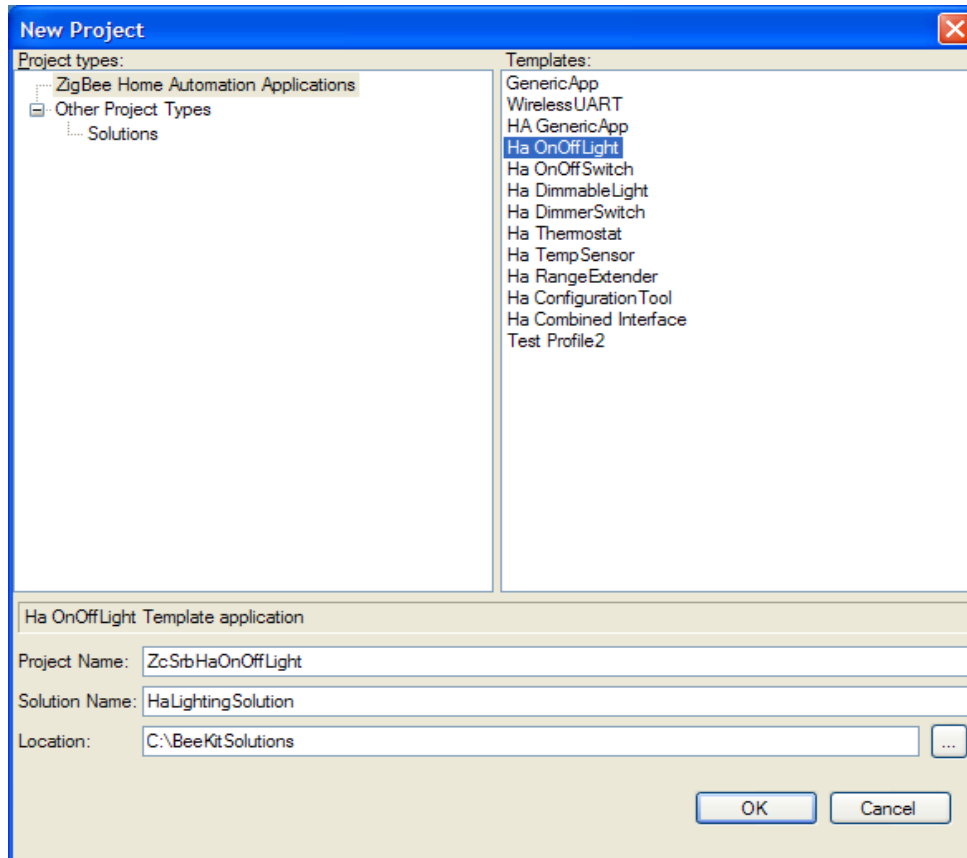 New Project
Project types:
ZigBee Home Automation Applications
Other Project Types
Solutions
Templates:
GenericApp
WirelessUART
HA GenericApp
Ha OnOffLight
Ha OnOffSwitch
Ha DimmableLight
Ha DimmerSwitch
Ha Thermostat
Ha TempSensor
Ha RangeExtender
Ha ConfigurationTool
Ha Combined Interface
Test Profile2
Ha OnOffLight Template application
Project Name: ZcSrbHaOnOffLight
Solution Name: HaLightingSolution
Location: C:\BeeKitSolutions ...
OK Cancel